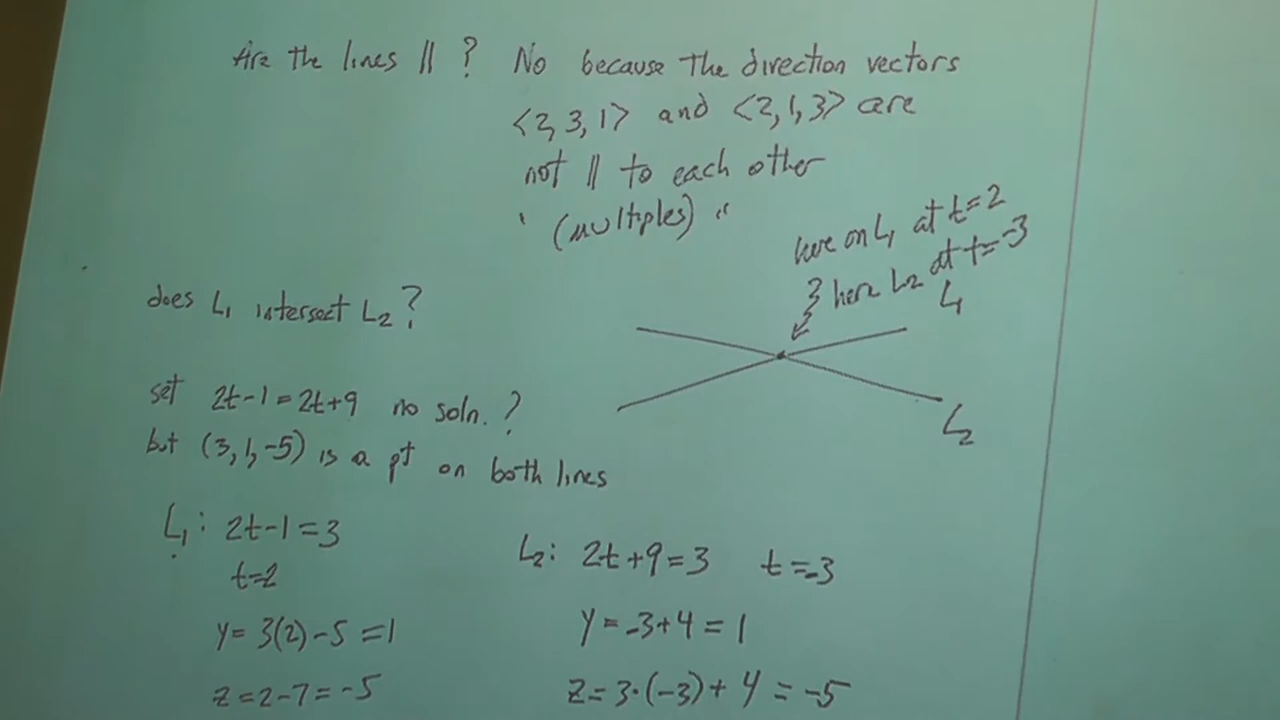 Are the lines || ? No because the direction vectors
<2, 3, 1> and <2, 1, 3> are
not || to each other
" (multiples) "
here on L₁ at t=2
3 here L₂ at t=-3
L₁
does L₁ intersect L₂?
set 2t-1=2t+9 no soln. ?
L₂
but (3, 1, -5) is a pt on both lines
L₁: 2t-1=3
t=2
y= 3(2)-5 =1
z=2-7=-5
L₂: 2t+9=3 t=-3
y=-3+4=1
z=3·(-3)+4=-5